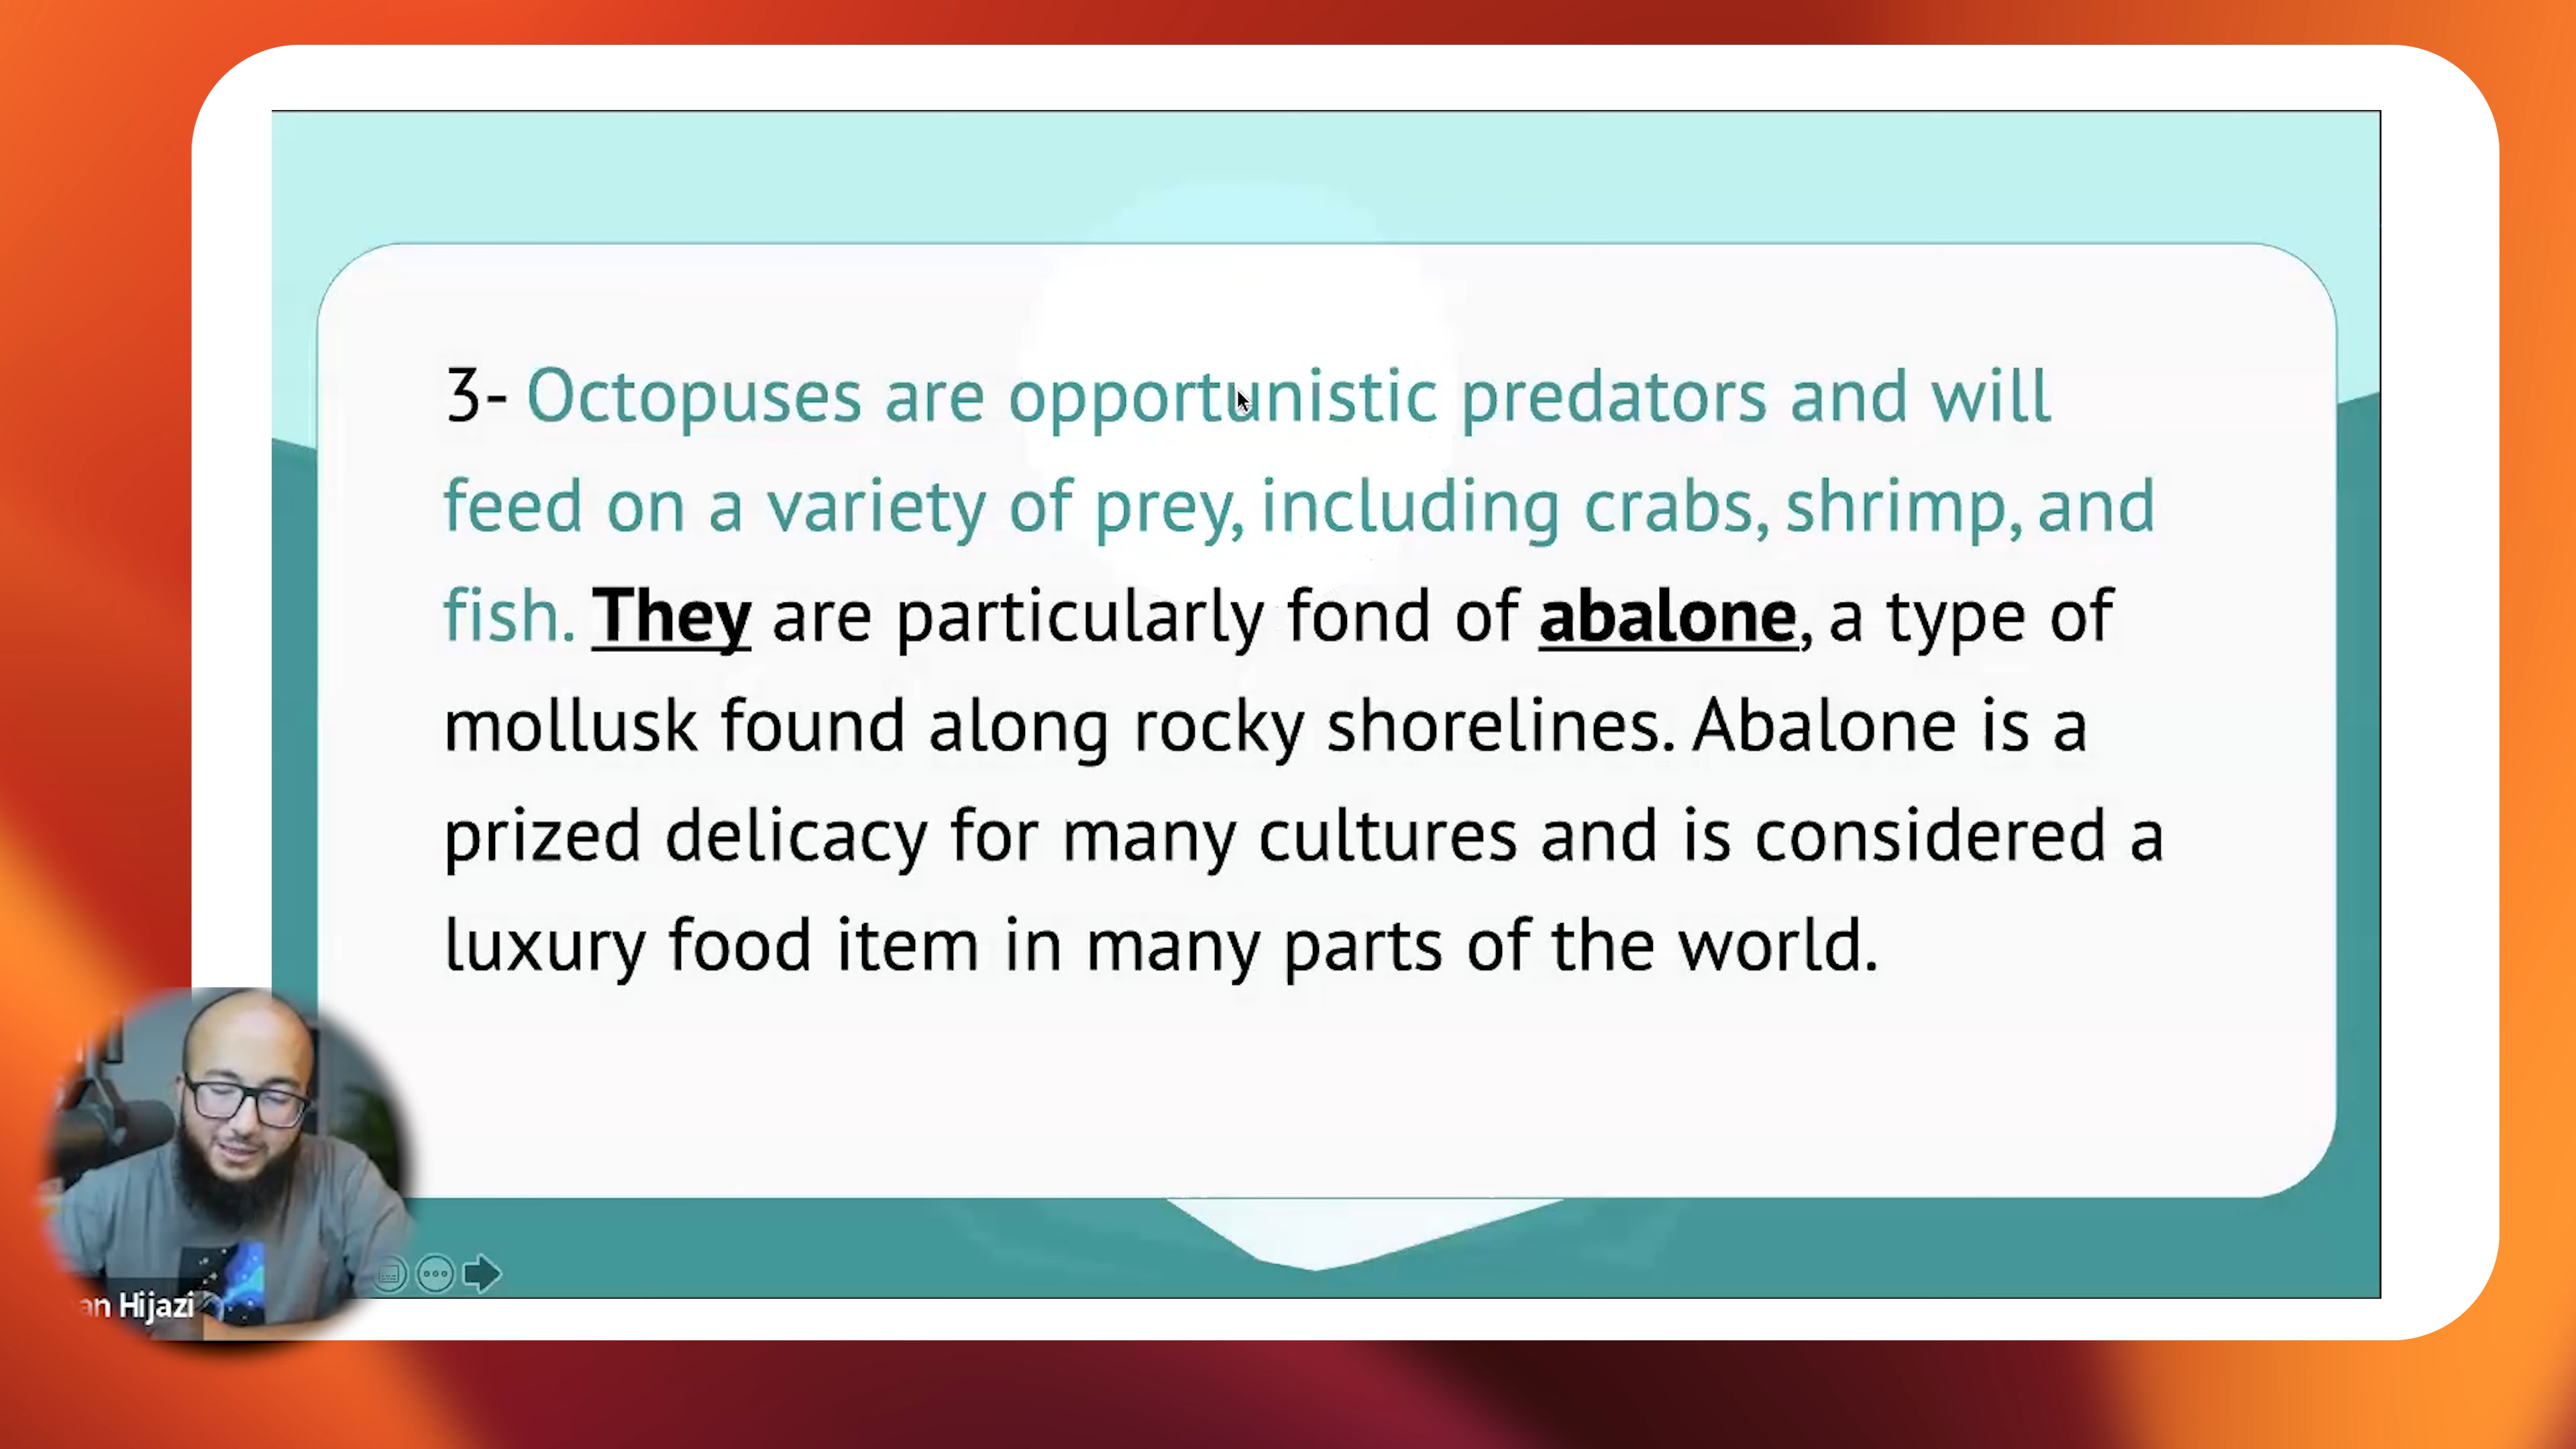 3- Octopuses are opportunistic predators and will
feed on a variety of prey, including crabs, shrimp, and
fish. They are particularly fond of abalone, a type of
mollusk found along rocky shorelines. Abalone is a
prized delicacy for many cultures and is considered a
luxury food item in many parts of the world.
an Hijazi